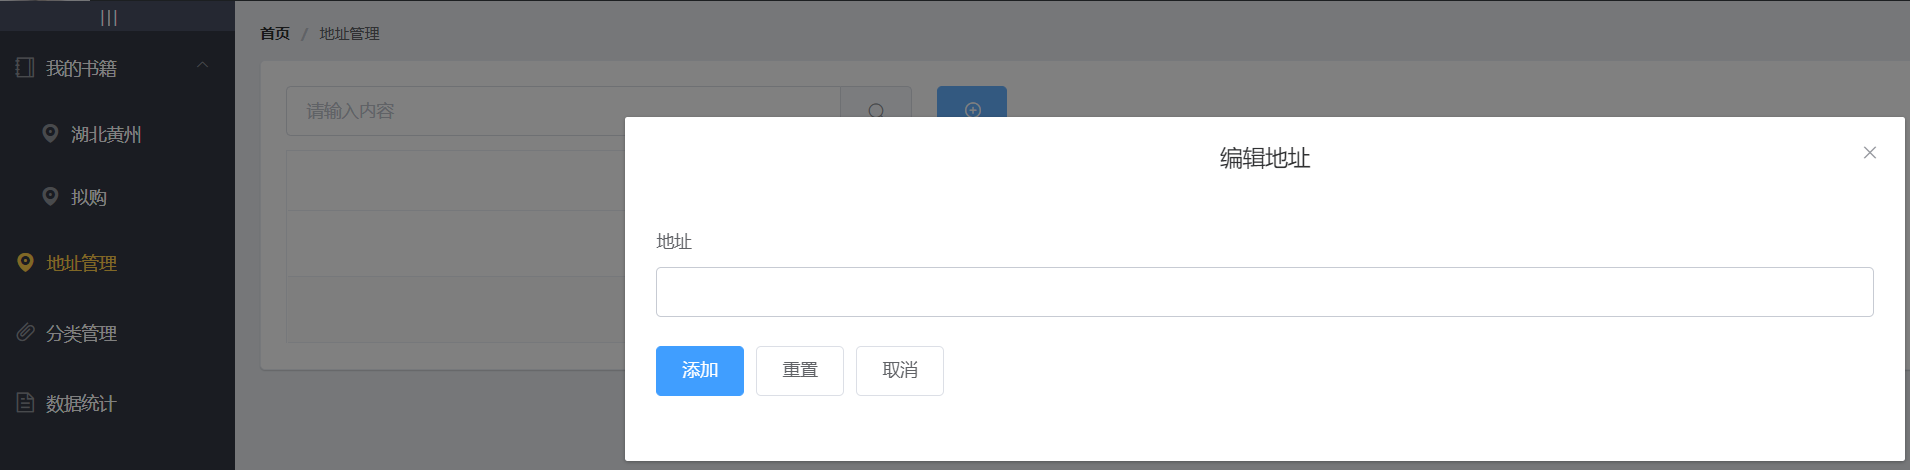 |||
首页 / 地址管理
我的书籍
湖北黄州
拟购
地址管理
分类管理
数据统计
请输入内容
编辑地址
地址
添加 重置 取消